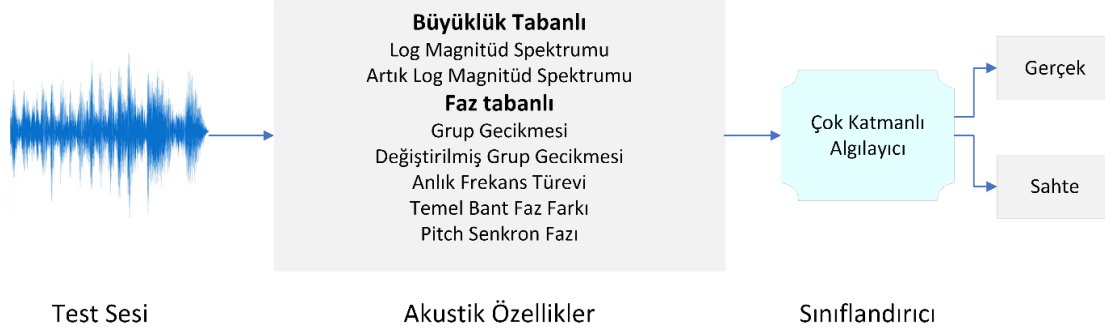 Büyüklük Tabanlı
Log Magnitüd Spektrumu
Artık Log Magnitüd Spektrumu
Faz tabanlı
Grup Gecikmesi
Değiştirilmiş Grup Gecikmesi
Anlık Frekans Türevi
Temel Bant Faz Farkı
Pitch Senkron Fazı
Çok Katmanlı
Algılayıcı
Gerçek
Sahte
Test Sesi
Akustik Özellikler
Sınıflandırıcı